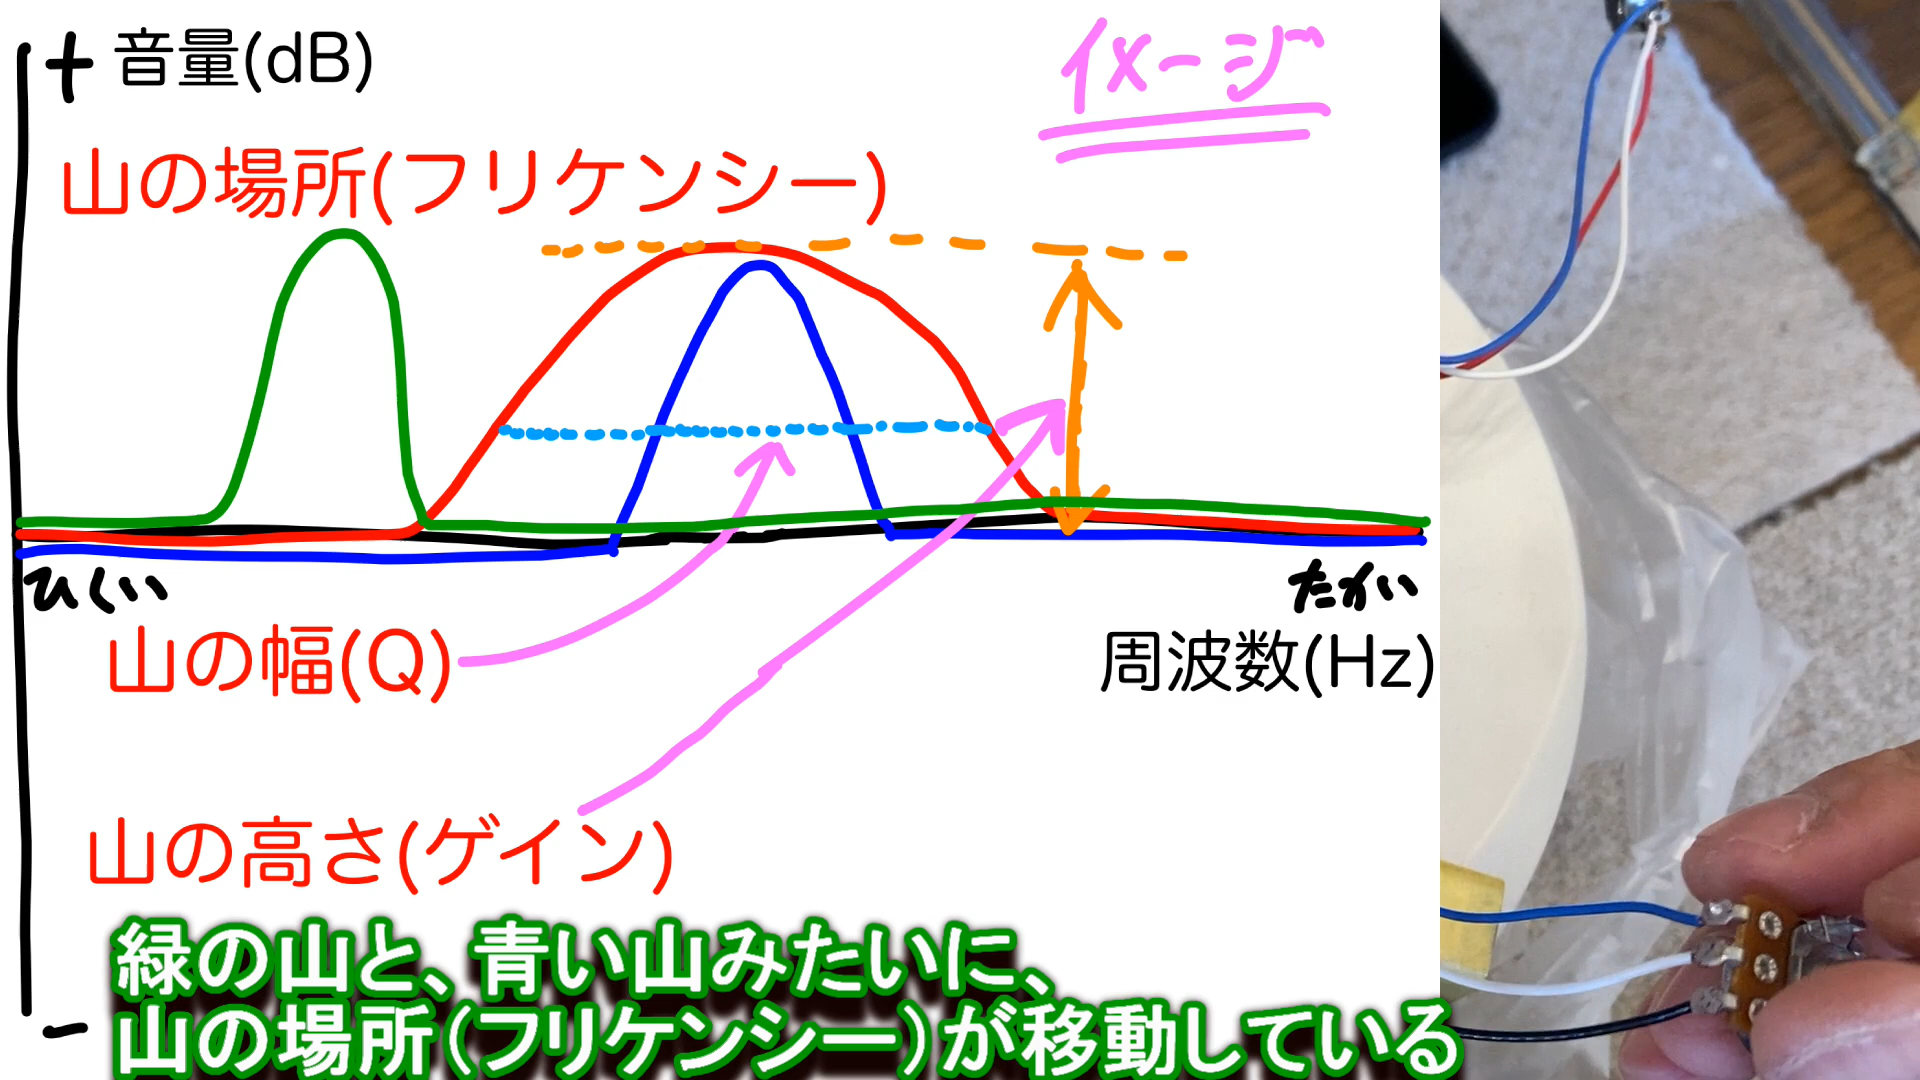 + 音量(dB)
イメージ
山の場所(フリケンシー)
ひくい
たかい
山の幅(Q)
周波数(Hz)
山の高さ(ゲイン)
緑の山と、青い山みたいに、
山の場所(フリケンシー)が移動している
-